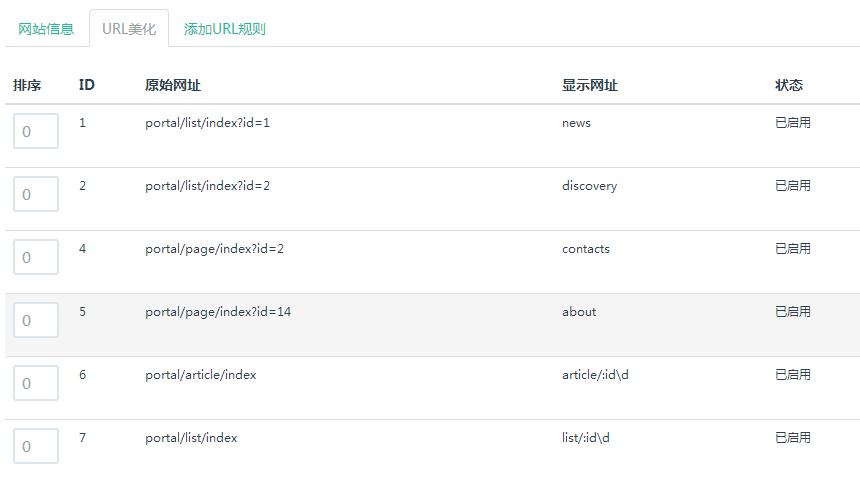 网站信息 URL美化 添加URL规则
排序 ID 原始网址 显示网址 状态
0 1 portal/list/index?id=1 news 已启用
0 2 portal/list/index?id=2 discovery 已启用
0 4 portal/page/index?id=2 contacts 已启用
0 5 portal/page/index?id=14 about 已启用
0 6 portal/article/index article/:id\d 已启用
0 7 portal/list/index list/:id\d 已启用